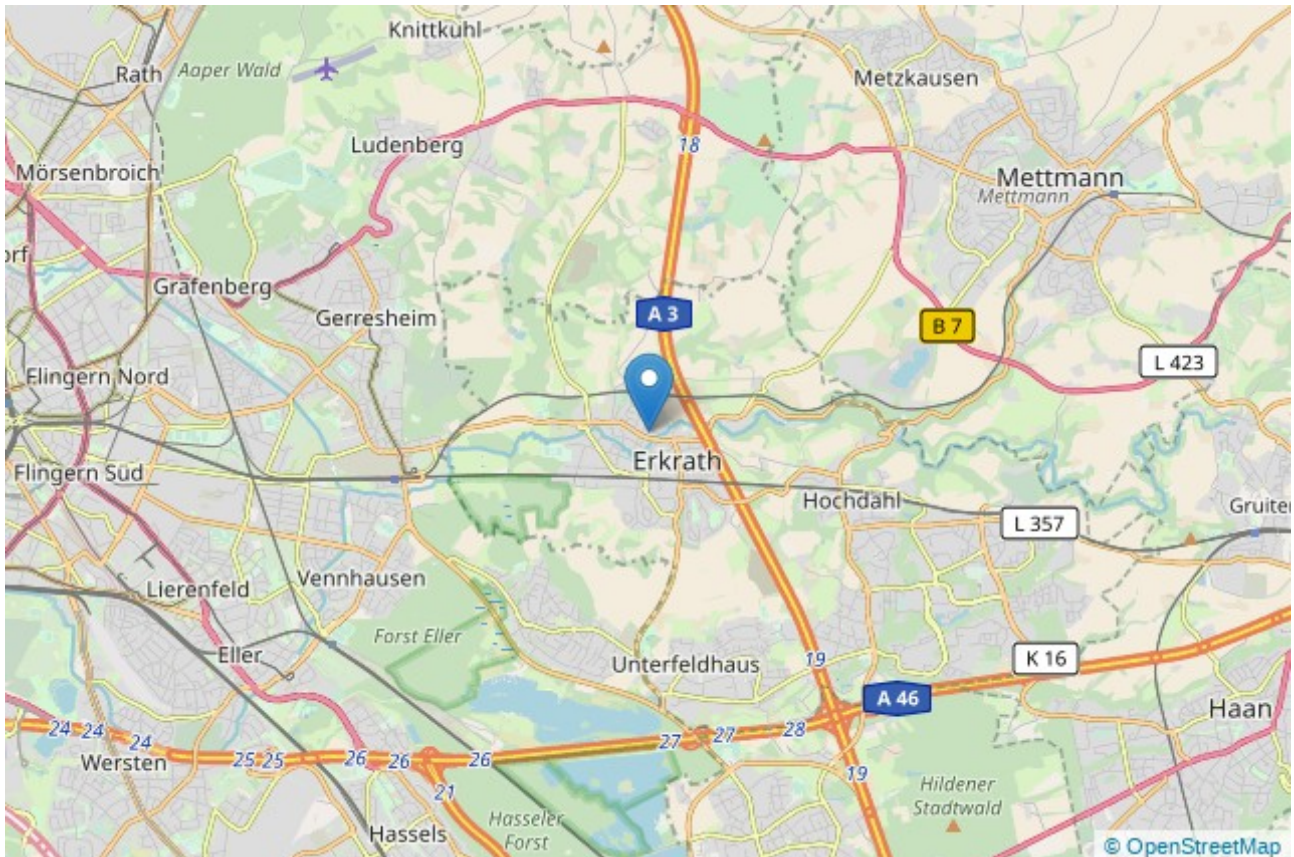 Knittkuhl
Rath
Aaper Wald
Metzkausen
Ludenberg
18
Mörsenbroich
Mettmann
Mettmann
orf
Grafenberg
Gerresheim
A 3
B 7
L 423
Flingern Nord
Erkrath
Flingern Süd
Hochdahl
Gruiten
L 357
Vennhausen
Lierenfeld
Forst Eller
Eller
Unterfeldhaus
19
K 16
A 46
Haan
24
24
24
25
25
26
26
26
27
27
28
Wersten
19
21
Hildener
Stadtwald
Hasseler
Forst
Hassels
© OpenStreetMap